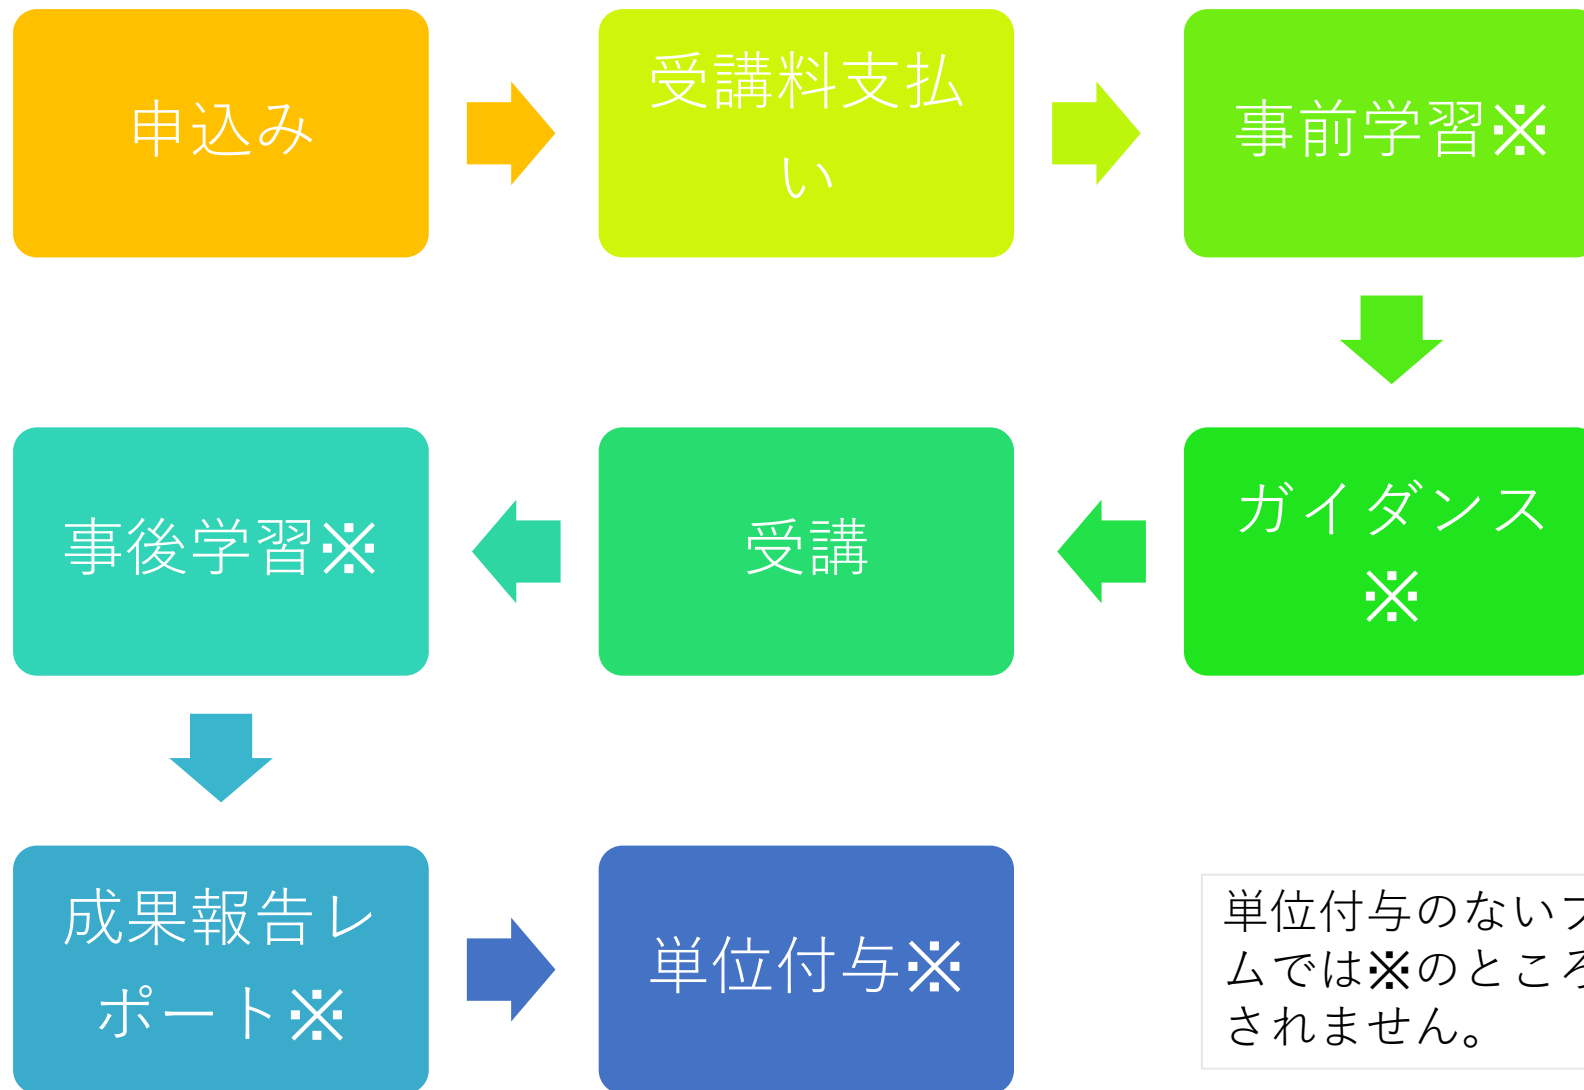 申込み
受講料支払
い
事前学習※
ガイダンス
※
受講
事後学習※
成果報告レ
ポート※
単位付与※
単位付与のない
ムでは※のところ
されません。